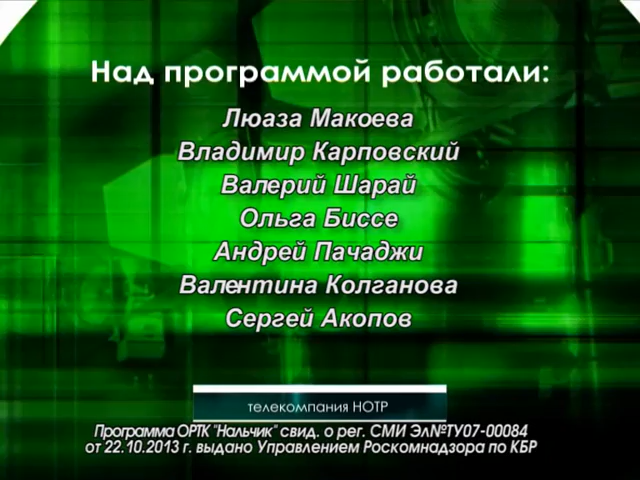 Над программой работали:
Люаза Макоева
Владимир Карповский
Валерий Шарай
Ольга Биссе
Андрей Пачаджи
Валентина Колганова
Сергей Акопов
телекомпания НОТР
Программа ОРТК "Нальчик" свид. о рег. СМИ Эл№ТУ07-00084
от 22.10.2013 г. выдано Управлением Роскомнадзора по КБР